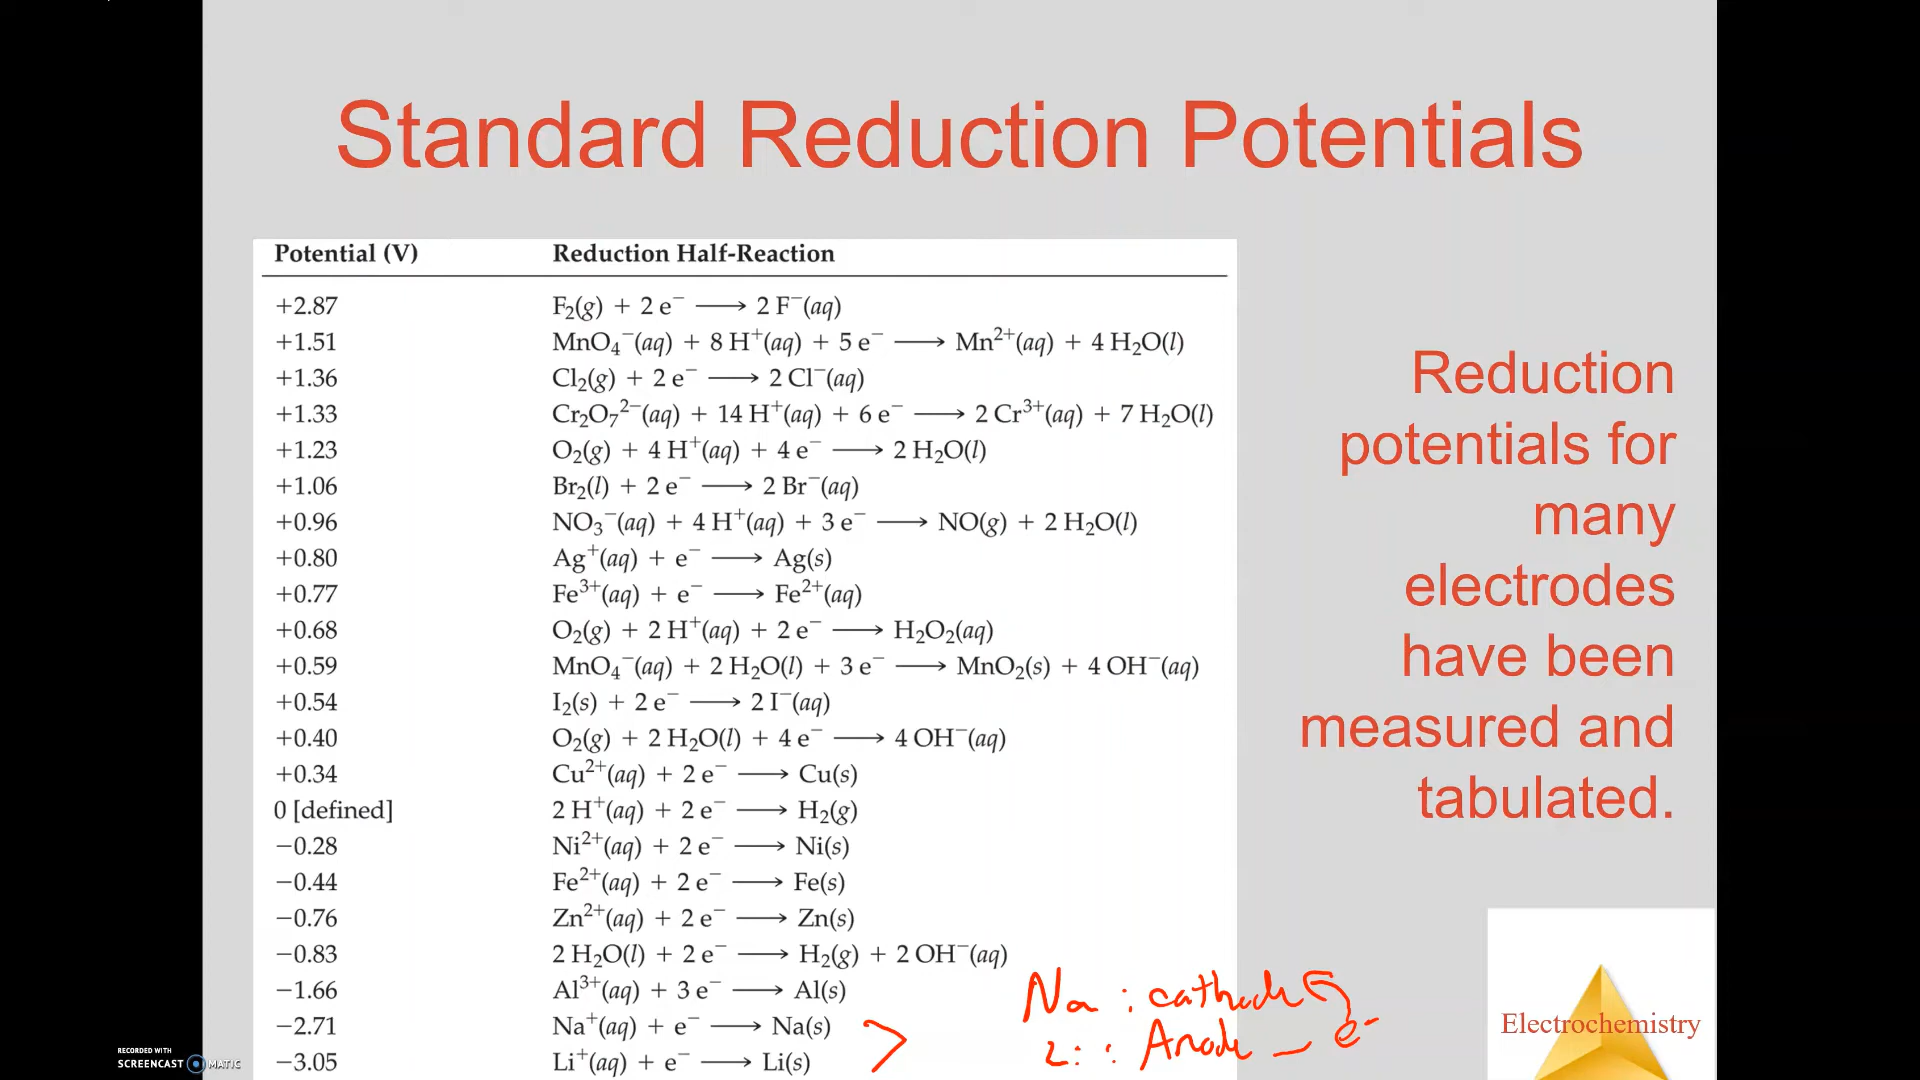 Standard Reduction Potentials
Potential (V) Reduction Half-Reaction
+2.87 F₂(g) + 2 e⁻ ⟶ 2 F⁻(aq)
+1.51 MnO₄⁻(aq) + 8 H⁺(aq) + 5 e⁻ ⟶ Mn²⁺(aq) + 4 H₂O(l)
+1.36 Cl₂(g) + 2 e⁻ ⟶ 2 Cl⁻(aq)
+1.33 Cr₂O₇²⁻(aq) + 14 H⁺(aq) + 6 e⁻ ⟶ 2 Cr³⁺(aq) + 7 H₂O(l)
+1.23 O₂(g) + 4 H⁺(aq) + 4 e⁻ ⟶ 2 H₂O(l)
+1.06 Br₂(l) + 2 e⁻ ⟶ 2 Br⁻(aq)
+0.96 NO₃⁻(aq) + 4 H⁺(aq) + 3 e⁻ ⟶ NO(g) + 2 H₂O(l)
+0.80 Ag⁺(aq) + e⁻ ⟶ Ag(s)
+0.77 Fe³⁺(aq) + e⁻ ⟶ Fe²⁺(aq)
+0.68 O₂(g) + 2 H⁺(aq) + 2 e⁻ ⟶ H₂O₂(aq)
+0.59 MnO₄⁻(aq) + 2 H₂O(l) + 3 e⁻ ⟶ MnO₂(s) + 4 OH⁻(aq)
+0.54 I₂(s) + 2 e⁻ ⟶ 2 I⁻(aq)
+0.40 O₂(g) + 2 H₂O(l) + 4 e⁻ ⟶ 4 OH⁻(aq)
+0.34 Cu²⁺(aq) + 2 e⁻ ⟶ Cu(s)
0 [defined] 2 H⁺(aq) + 2 e⁻ ⟶ H₂(g)
−0.28 Ni²⁺(aq) + 2 e⁻ ⟶ Ni(s)
−0.44 Fe²⁺(aq) + 2 e⁻ ⟶ Fe(s)
−0.76 Zn²⁺(aq) + 2 e⁻ ⟶ Zn(s)
−0.83 2 H₂O(l) + 2 e⁻ ⟶ H₂(g) + 2 OH⁻(aq)
−1.66 Al³⁺(aq) + 3 e⁻ ⟶ Al(s)
−2.71 Na⁺(aq) + e⁻ ⟶ Na(s)
−3.05 Li⁺(aq) + e⁻ ⟶ Li(s)
Reduction
potentials for
many
electrodes
have been
measured and
tabulated.
Na : cathode
Li : Anode — e⁻
Electrochemistry
RECORDED WITH
SCREENCAST MATIC